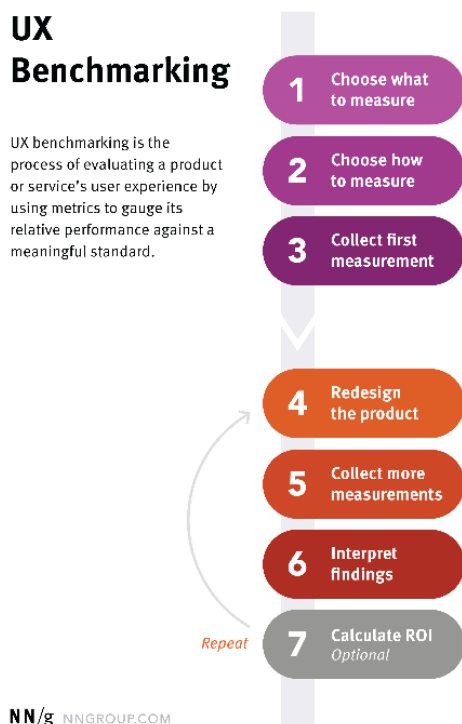 UX
Benchmarking
UX benchmarking is the
process of evaluating a product
or service's user experience by
using metrics to gauge its
relative performance against a
meaningful standard.
1 Choose what
to measure
2 Choose how
to measure
3 Collect first
measurement
4 Redesign
the product
5 Collect more
measurements
6 Interpret
findings
Repeat
7 Calculate ROI
Optional
NN/g NNGROUP.COM